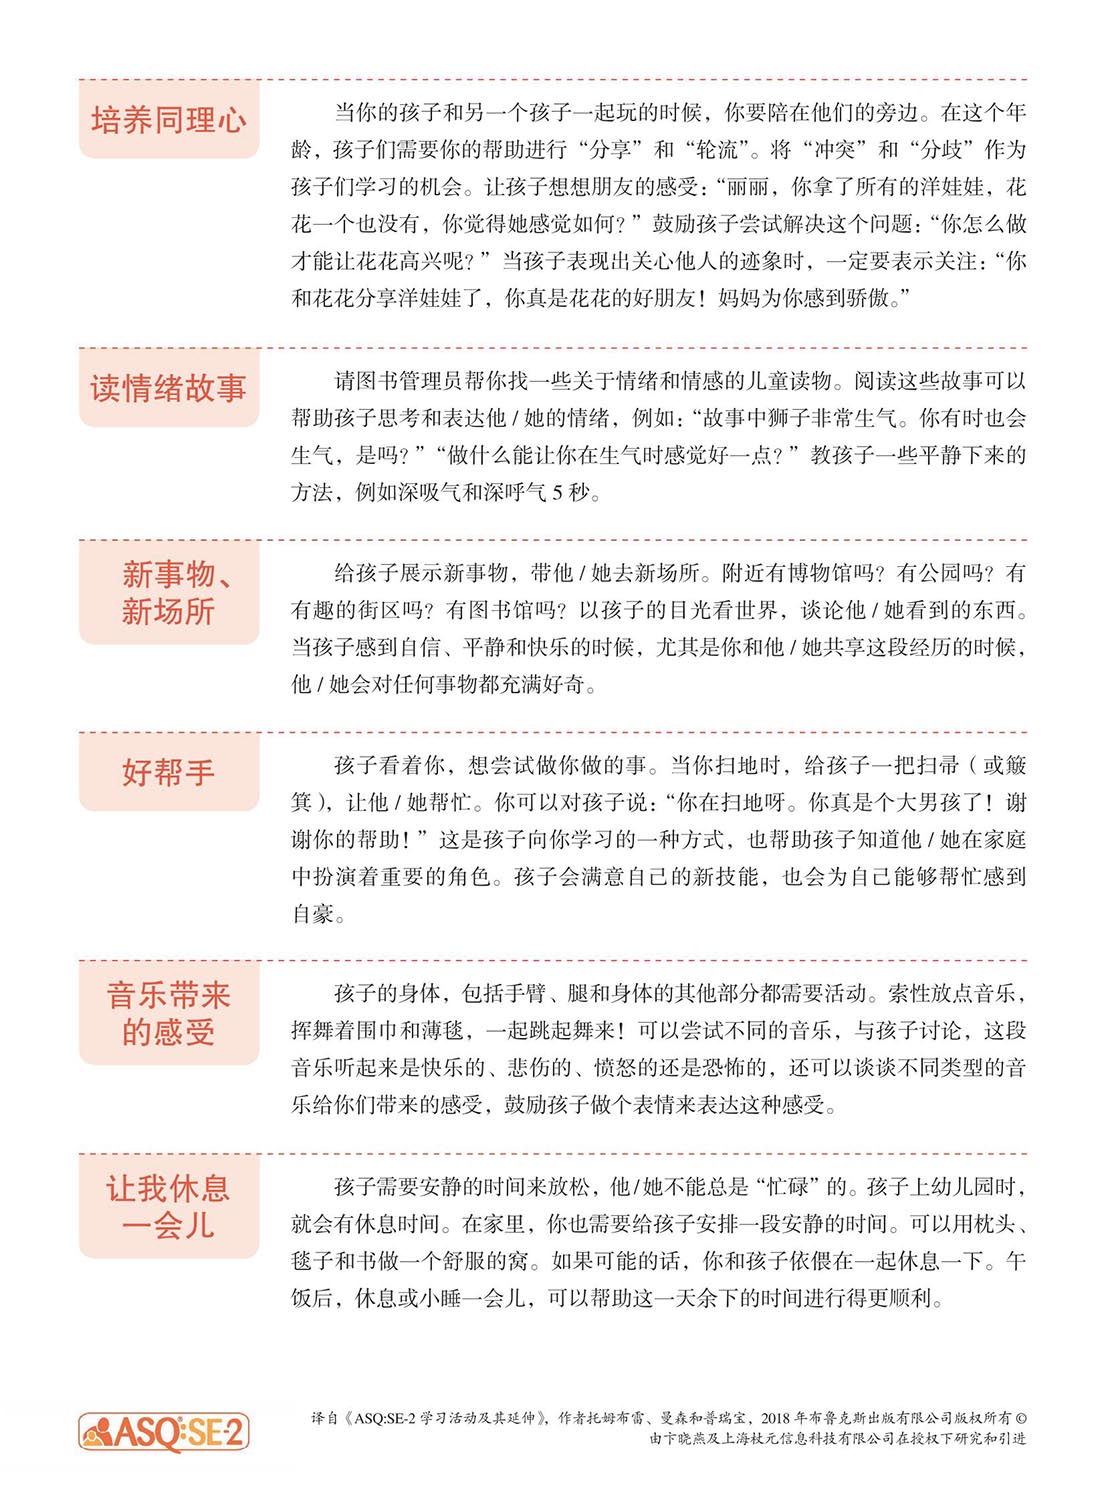 培养同理心
当你的孩子和另一个孩子一起玩的时候，你要陪在他们的旁边。在这个年
龄，孩子们需要你的帮助进行“分享”和“轮流”。将“冲突”和“分歧”作为
孩子们学习的机会。让孩子想想朋友的感受：“丽丽，你拿了所有的洋娃娃，花
花一个也没有，你觉得她感觉如何？”鼓励孩子尝试解决这个问题：“你怎么做
才能让花花高兴呢？”当孩子表现出关心他人的迹象时，一定要表示关注：“你
和花花分享洋娃娃了，你真是花花的好朋友！妈妈为你感到骄傲。”
读情绪故事
请图书管理员帮你找一些关于情绪和情感的儿童读物。阅读这些故事可以
帮助孩子思考和表达他 / 她的情绪，例如：“故事中狮子非常生气。你有时也会
生气，是吗？”“做什么能让你在生气时感觉好一点？”教孩子一些平静下来的
方法，例如深吸气和深呼气 5 秒。
新事物、
新场所
给孩子展示新事物，带他 / 她去新场所。附近有博物馆吗？有公园吗？有
有趣的街区吗？有图书馆吗？以孩子的目光看世界，谈论他 / 她看到的东西。
当孩子感到自信、平静和快乐的时候，尤其是你和他 / 她共享这段经历的时候，
他 / 她会对任何事物都充满好奇。
好帮手
孩子看着你，想尝试做你做的事。当你扫地时，给孩子一把扫帚（或簸
箕），让他 / 她帮忙。你可以对孩子说：“你在扫地呀。你真是个大男孩了！谢
谢你的帮助！”这是孩子向你学习的一种方式，也帮助孩子知道他 / 她在家庭
中扮演着重要的角色。孩子会满意自己的新技能，也会为自己能够帮忙感到
自豪。
音乐带来
的感受
孩子的身体，包括手臂、腿和身体的其他部分都需要活动。索性放点音乐，
挥舞着围巾和薄毯，一起跳起舞来！可以尝试不同的音乐，与孩子讨论，这段
音乐听起来是快乐的、悲伤的、愤怒的还是恐怖的，还可以谈谈不同类型的音
乐给你们带来的感受，鼓励孩子做个表情来表达这种感受。
让我休息
一会儿
孩子需要安静的时间来放松，他/她不能总是“忙碌”的。孩子上幼儿园时，
就会有休息时间。在家里，你也需要给孩子安排一段安静的时间。可以用枕头、
毯子和书做一个舒服的窝。如果可能的话，你和孩子依偎在一起休息一下。午
饭后，休息或小睡一会儿，可以帮助这一天余下的时间进行得更顺利。
ASQ:SE-2
译自《ASQ:SE-2 学习活动及其延伸》，作者托姆布雷、曼森和普瑞宝，2018 年布鲁克斯出版有限公司版权所有 ©
由卞晓燕及上海杖元信息科技有限公司在授权下研究和引进